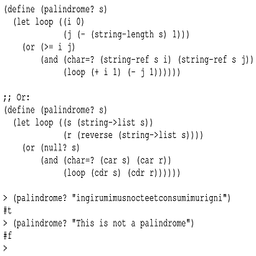 (define (palindrome? s)
  (let loop ((i 0)
             (j (- (string-length s) 1)))
    (or (>= i j)
        (and (char=? (string-ref s i) (string-ref s j))
             (loop (+ i 1) (- j 1))))))
;; Or:
(define (palindrome? s)
  (let loop ((s (string->list s))
             (r (reverse (string->list s))))
    (or (null? s)
        (and (char=? (car s) (car r))
             (loop (cdr s) (cdr r))))))
> (palindrome? "ingirumimusnocteetconsumimurigni")
#t
> (palindrome? "This is not a palindrome")
#f
>